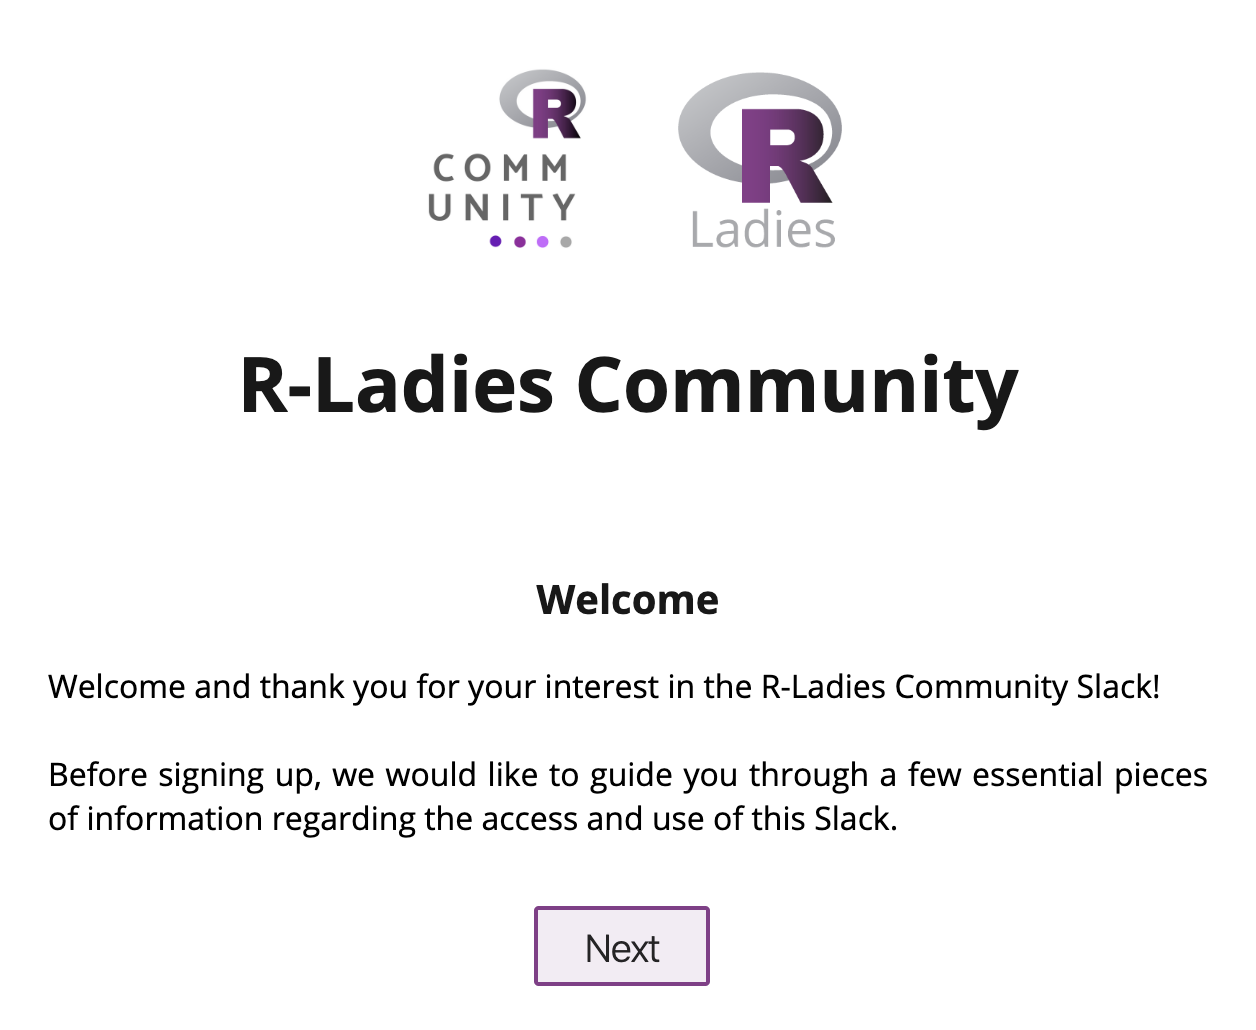 R
COMM
UNITY
R
Ladies
R-Ladies Community
Welcome
Welcome and thank you for your interest in the R-Ladies Community Slack!
Before signing up, we would like to guide you through a few essential pieces
of information regarding the access and use of this Slack.
Next